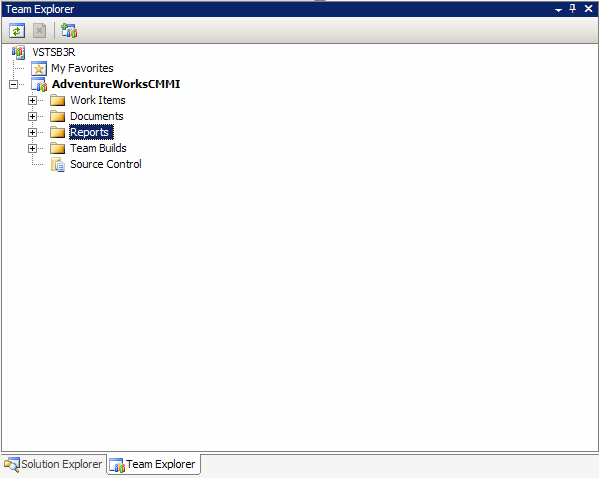 Team Explorer
VSTSB3R
My Favorites
AdventureWorksCMMI
Work Items
Documents
Reports
Team Builds
Source Control
Solution Explorer
Team Explorer